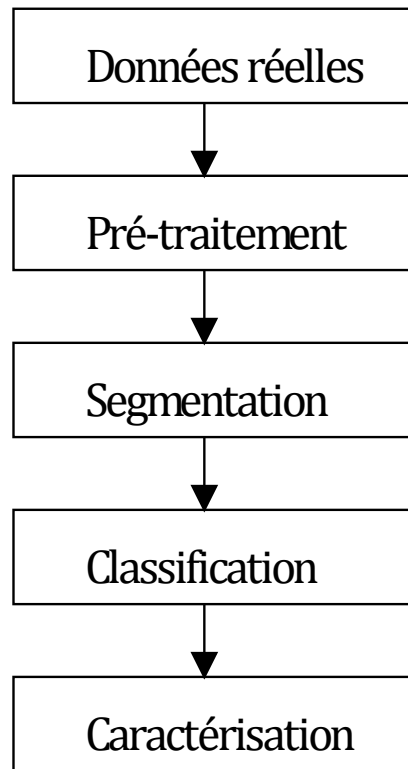 Données réelles
Pré-traitement
Segmentation
Classification
Caractérisation